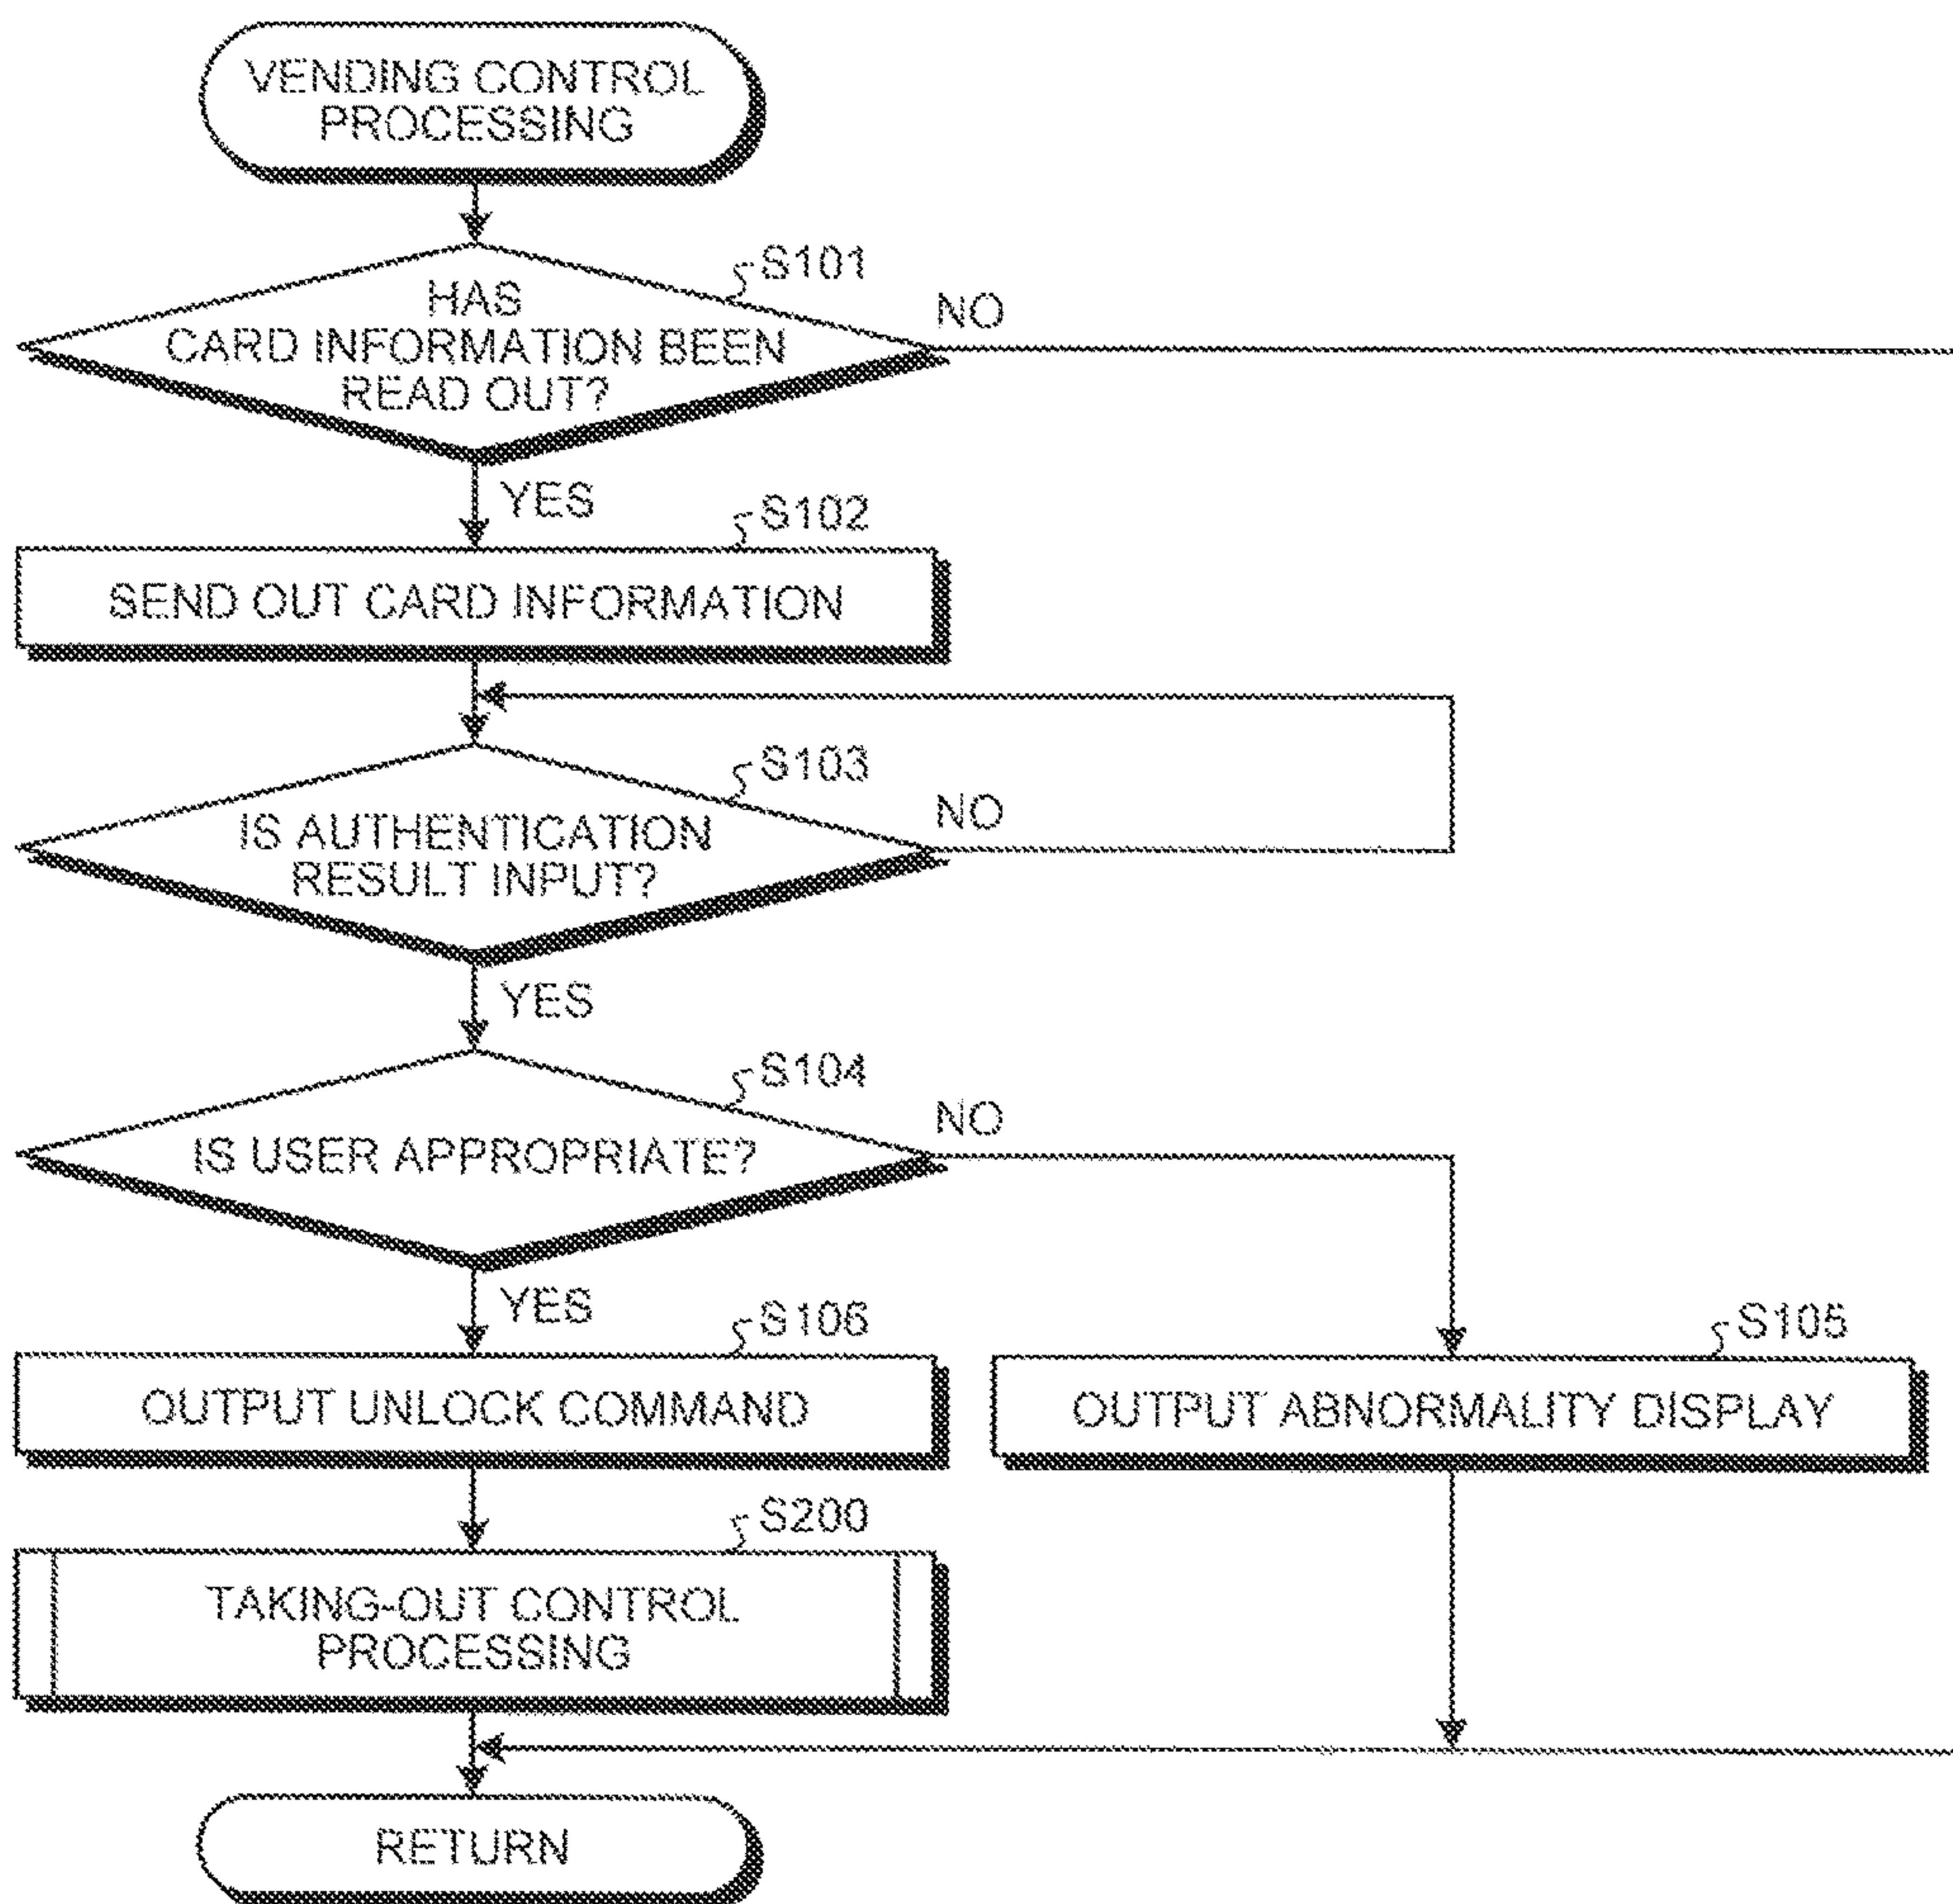 VENDING CONTROL
PROCESSING
S101
HAS
CARD INFORMATION BEEN
READ OUT?
NO
YES
S102
SEND OUT CARD INFORMATION
S103
IS AUTHENTICATION
RESULT INPUT?
NO
YES
S104
IS USER APPROPRIATE?
NO
YES
S106
OUTPUT UNLOCK COMMAND
S105
OUTPUT ABNORMALITY DISPLAY
S200
TAKING-OUT CONTROL
PROCESSING
RETURN